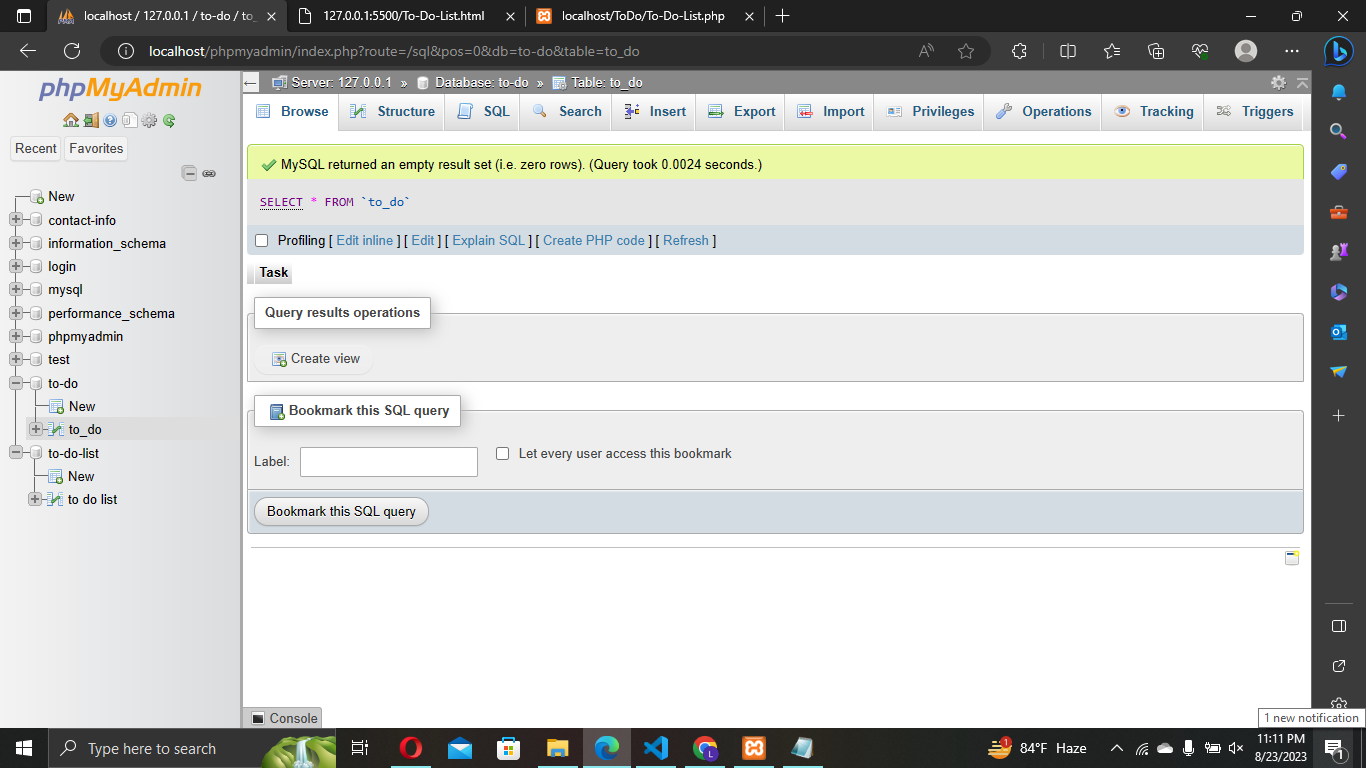 localhost / 127.0.0.1 / to-do / to_
127.0.0.1:5500/To-Do-List.html
localhost/ToDo/To-Do-List.php
localhost/phpmyadmin/index.php?route=/sql&pos=0&db=to-do&table=to_do
phpMyAdmin
Recent
Favorites
New
contact-info
information_schema
login
mysql
performance_schema
phpmyadmin
test
to-do
New
to_do
to-do-list
New
to do list
Server: 127.0.0.1 » Database: to-do » Table: to_do
Browse Structure SQL Search Insert Export Import Privileges Operations Tracking Triggers
MySQL returned an empty result set (i.e. zero rows). (Query took 0.0024 seconds.)
SELECT * FROM `to_do`
Profiling [ Edit inline ] [ Edit ] [ Explain SQL ] [ Create PHP code ] [ Refresh ]
Task
Query results operations
Create view
Bookmark this SQL query
Label:
Let every user access this bookmark
Bookmark this SQL query
Console
1 new notification
Type here to search
84°F Haze
11:11 PM
8/23/2023
1